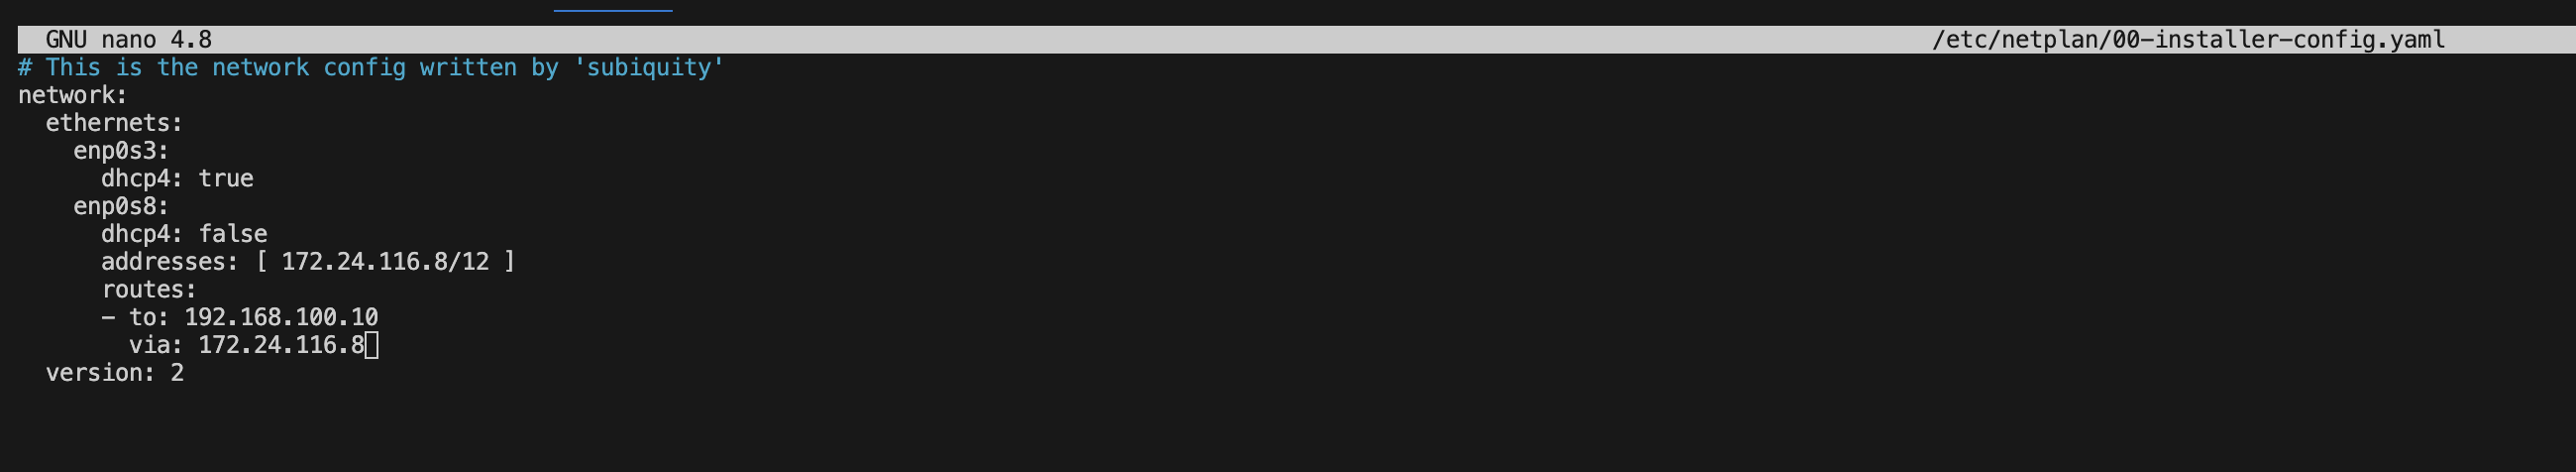 GNU nano 4.8 /etc/netplan/00-installer-config.yaml
# This is the network config written by 'subiquity'
network:
  ethernets:
    enp0s3:
      dhcp4: true
    enp0s8:
      dhcp4: false
      addresses: [ 172.24.116.8/12 ]
      routes:
      - to: 192.168.100.10
        via: 172.24.116.8
  version: 2